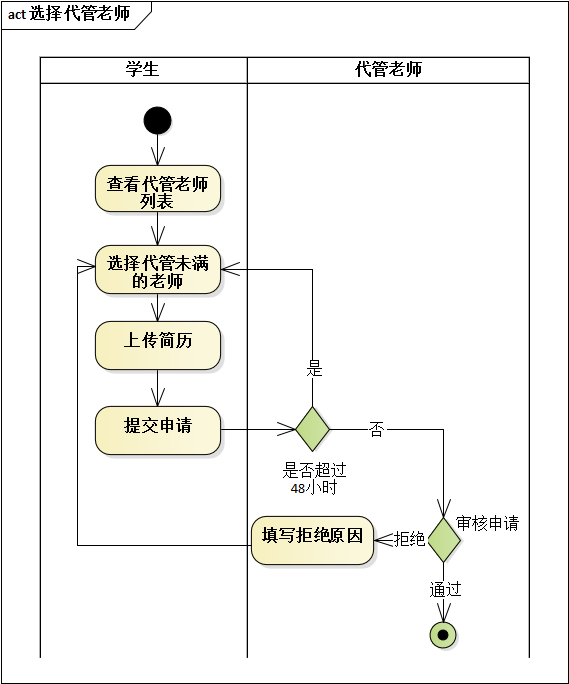 act 选择代管老师
学生
代管老师
查看代管老师
列表
选择代管未满
的老师
上传简历
是
提交申请
否
是否超过
48小时
审核申请
填写拒绝原因
拒绝
通过